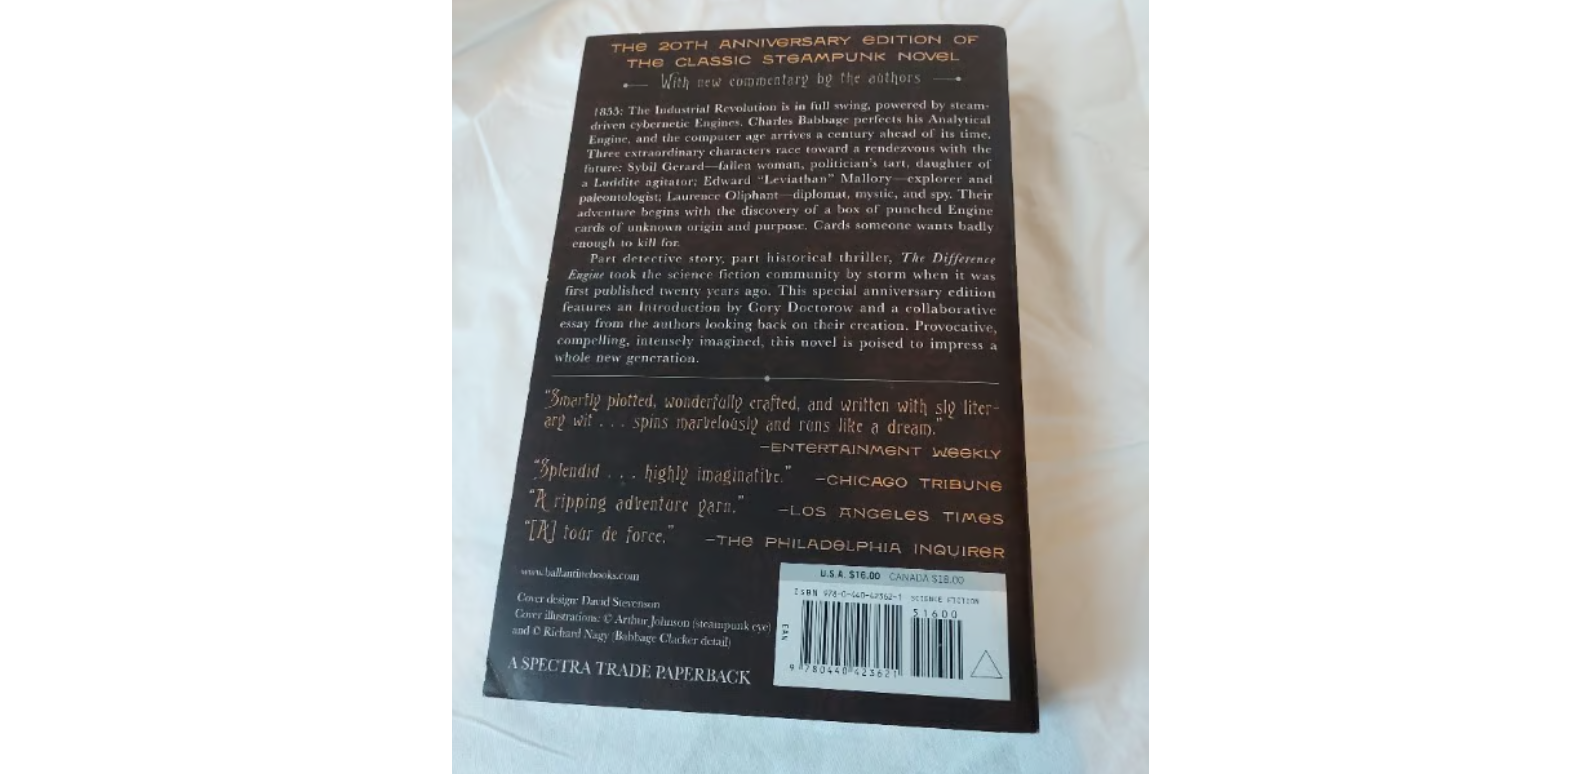 THE 20TH ANNIVERSARY EDITION OF
THE CLASSIC STEAMPUNK NOVEL
With new commentary by the authors
1855: The Industrial Revolution is in full swing, powered by steam-
driven cybernetic Engines. Charles Babbage perfects his Analytical
Engine, and the computer age arrives a century ahead of its time.
Three extraordinary characters race toward a rendezvous with the
future: Sybil Gerard—fallen woman, politician's tart, daughter of
a Luddite agitator; Edward "Leviathan" Mallory—explorer and
paleontologist; Laurence Oliphant—diplomat, mystic, and spy. Their
adventure begins with the discovery of a box of punched Engine
cards of unknown origin and purpose. Cards someone wants badly
enough to kill for.
Part detective story, part historical thriller, The Difference
Engine took the science fiction community by storm when it was
first published twenty years ago. This special anniversary edition
features an Introduction by Cory Doctorow and a collaborative
essay from the authors looking back on their creation. Provocative,
compelling, intensely imagined, this novel is poised to impress a
whole new generation.
"Smartly plotted, wonderfully crafted, and written with sly liter-
ary wit . . . spins marvelously and runs like a dream."
—ENTERTAINMENT WEEKLY
"Splendid . . . highly imaginative." —CHICAGO TRIBUNE
"A ripping adventure yarn." —LOS ANGELES TIMES
"[A] tour de force." —THE PHILADELPHIA INQUIRER
www.ballantinebooks.com
Cover design: David Stevenson
Cover illustrations: © Arthur Johnson (steampunk eye)
and © Richard Nagy (Babbage Clacker detail)
A SPECTRA TRADE PAPERBACK
U.S.A. $16.00 CANADA $18.00
ISBN 978-0-440-42362-1 SCIENCE FICTION
51600
EAN
9 780440 423621